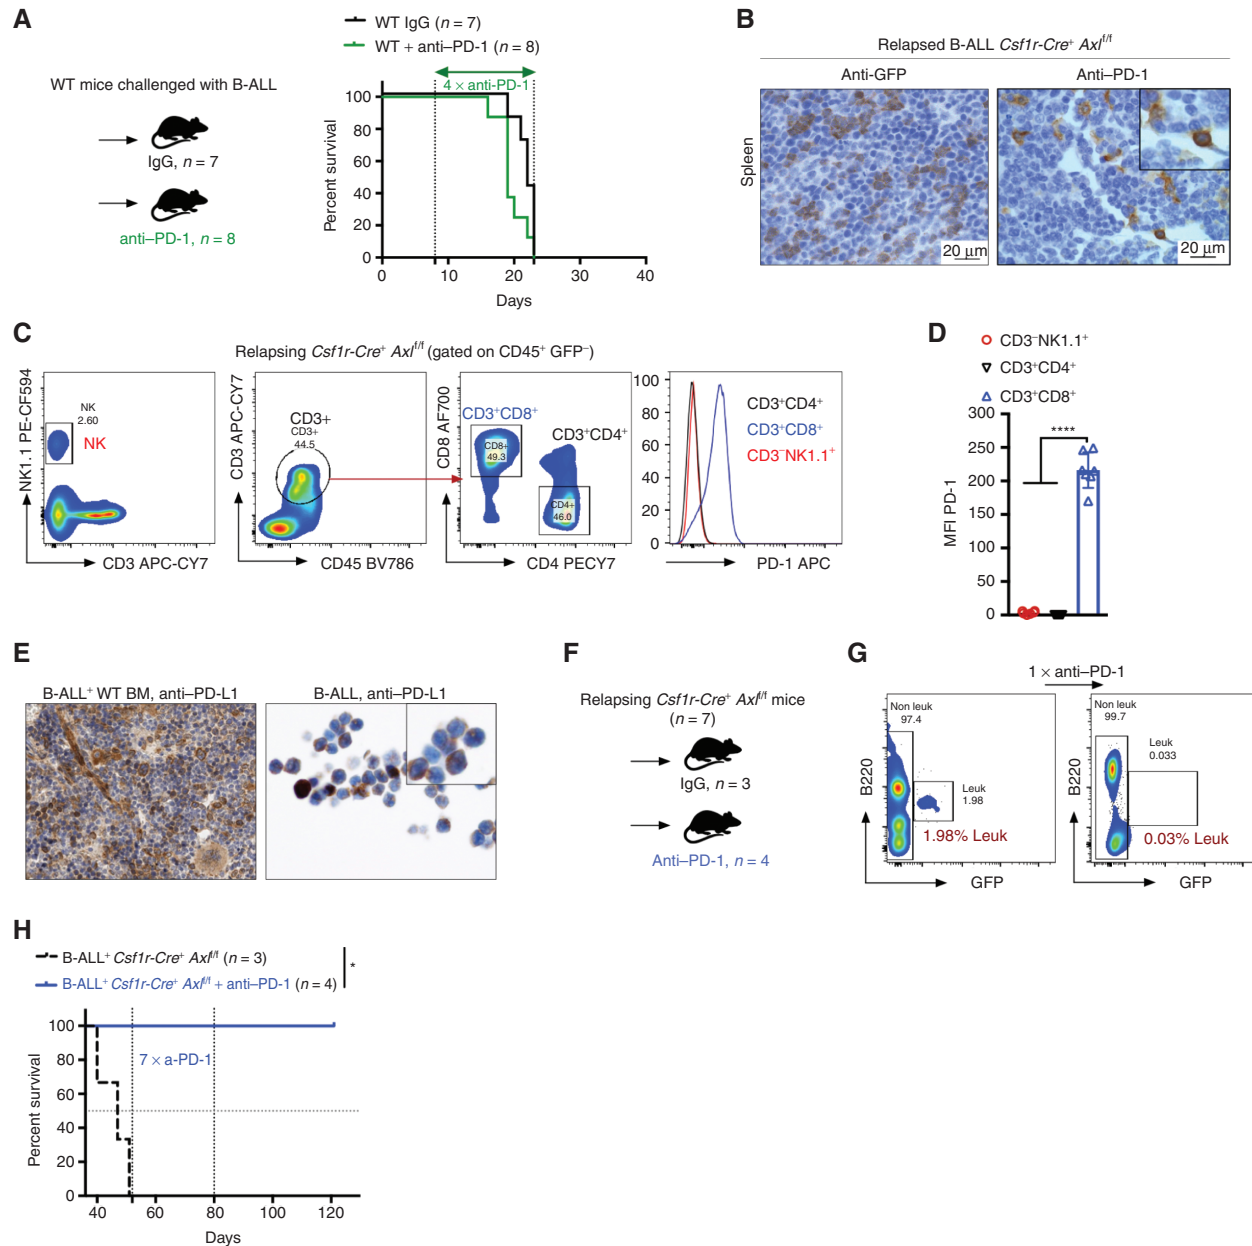 A
WT mice challenged with B-ALL
IgG, n = 7
anti–PD-1, n = 8
WT IgG (n = 7)
WT + anti–PD-1 (n = 8)
4 × anti-PD-1
Percent survival
100
80
60
40
20
0
0 10 20 30 40
Days
B
Relapsed B-ALL Csf1r-Cre+ Axlf/f
Anti-GFP
Anti–PD-1
Spleen
20 µm
20 µm
C
Relapsing Csf1r-Cre+ Axlf/f (gated on CD45+ GFP–)
NK1.1 PE-CF594
NK
2.60
NK
CD3 APC-CY7
CD3 APC-CY7
CD3+
CD3+
44.5
CD45 BV786
CD8 AF700
CD3+CD8+
CD8+
49.3
CD3+CD4+
CD4+
46.0
CD4 PECY7
100
80
60
40
20
0
CD3+CD4+
CD3+CD8+
CD3–NK1.1+
PD-1 APC
D
CD3–NK1.1+
CD3+CD4+
CD3+CD8+
****
MFI PD-1
300
250
200
150
100
50
0
E
B-ALL+ WT BM, anti–PD-L1
B-ALL, anti–PD-L1
F
Relapsing Csf1r-Cre+ Axlf/f mice
(n = 7)
IgG, n = 3
Anti–PD-1, n = 4
G
1 × anti–PD-1
Non leuk
97.4
Leuk
1.98
1.98% Leuk
B220
GFP
Non leuk
99.7
Leuk
0.033
0.03% Leuk
B220
GFP
H
B-ALL+ Csf1r-Cre+ Axlf/f (n = 3)
B-ALL+ Csf1r-Cre+ Axlf/f + anti–PD-1 (n = 4)
*
7 × a-PD-1
Percent survival
100
80
60
40
20
0
40 60 80 100 120
Days